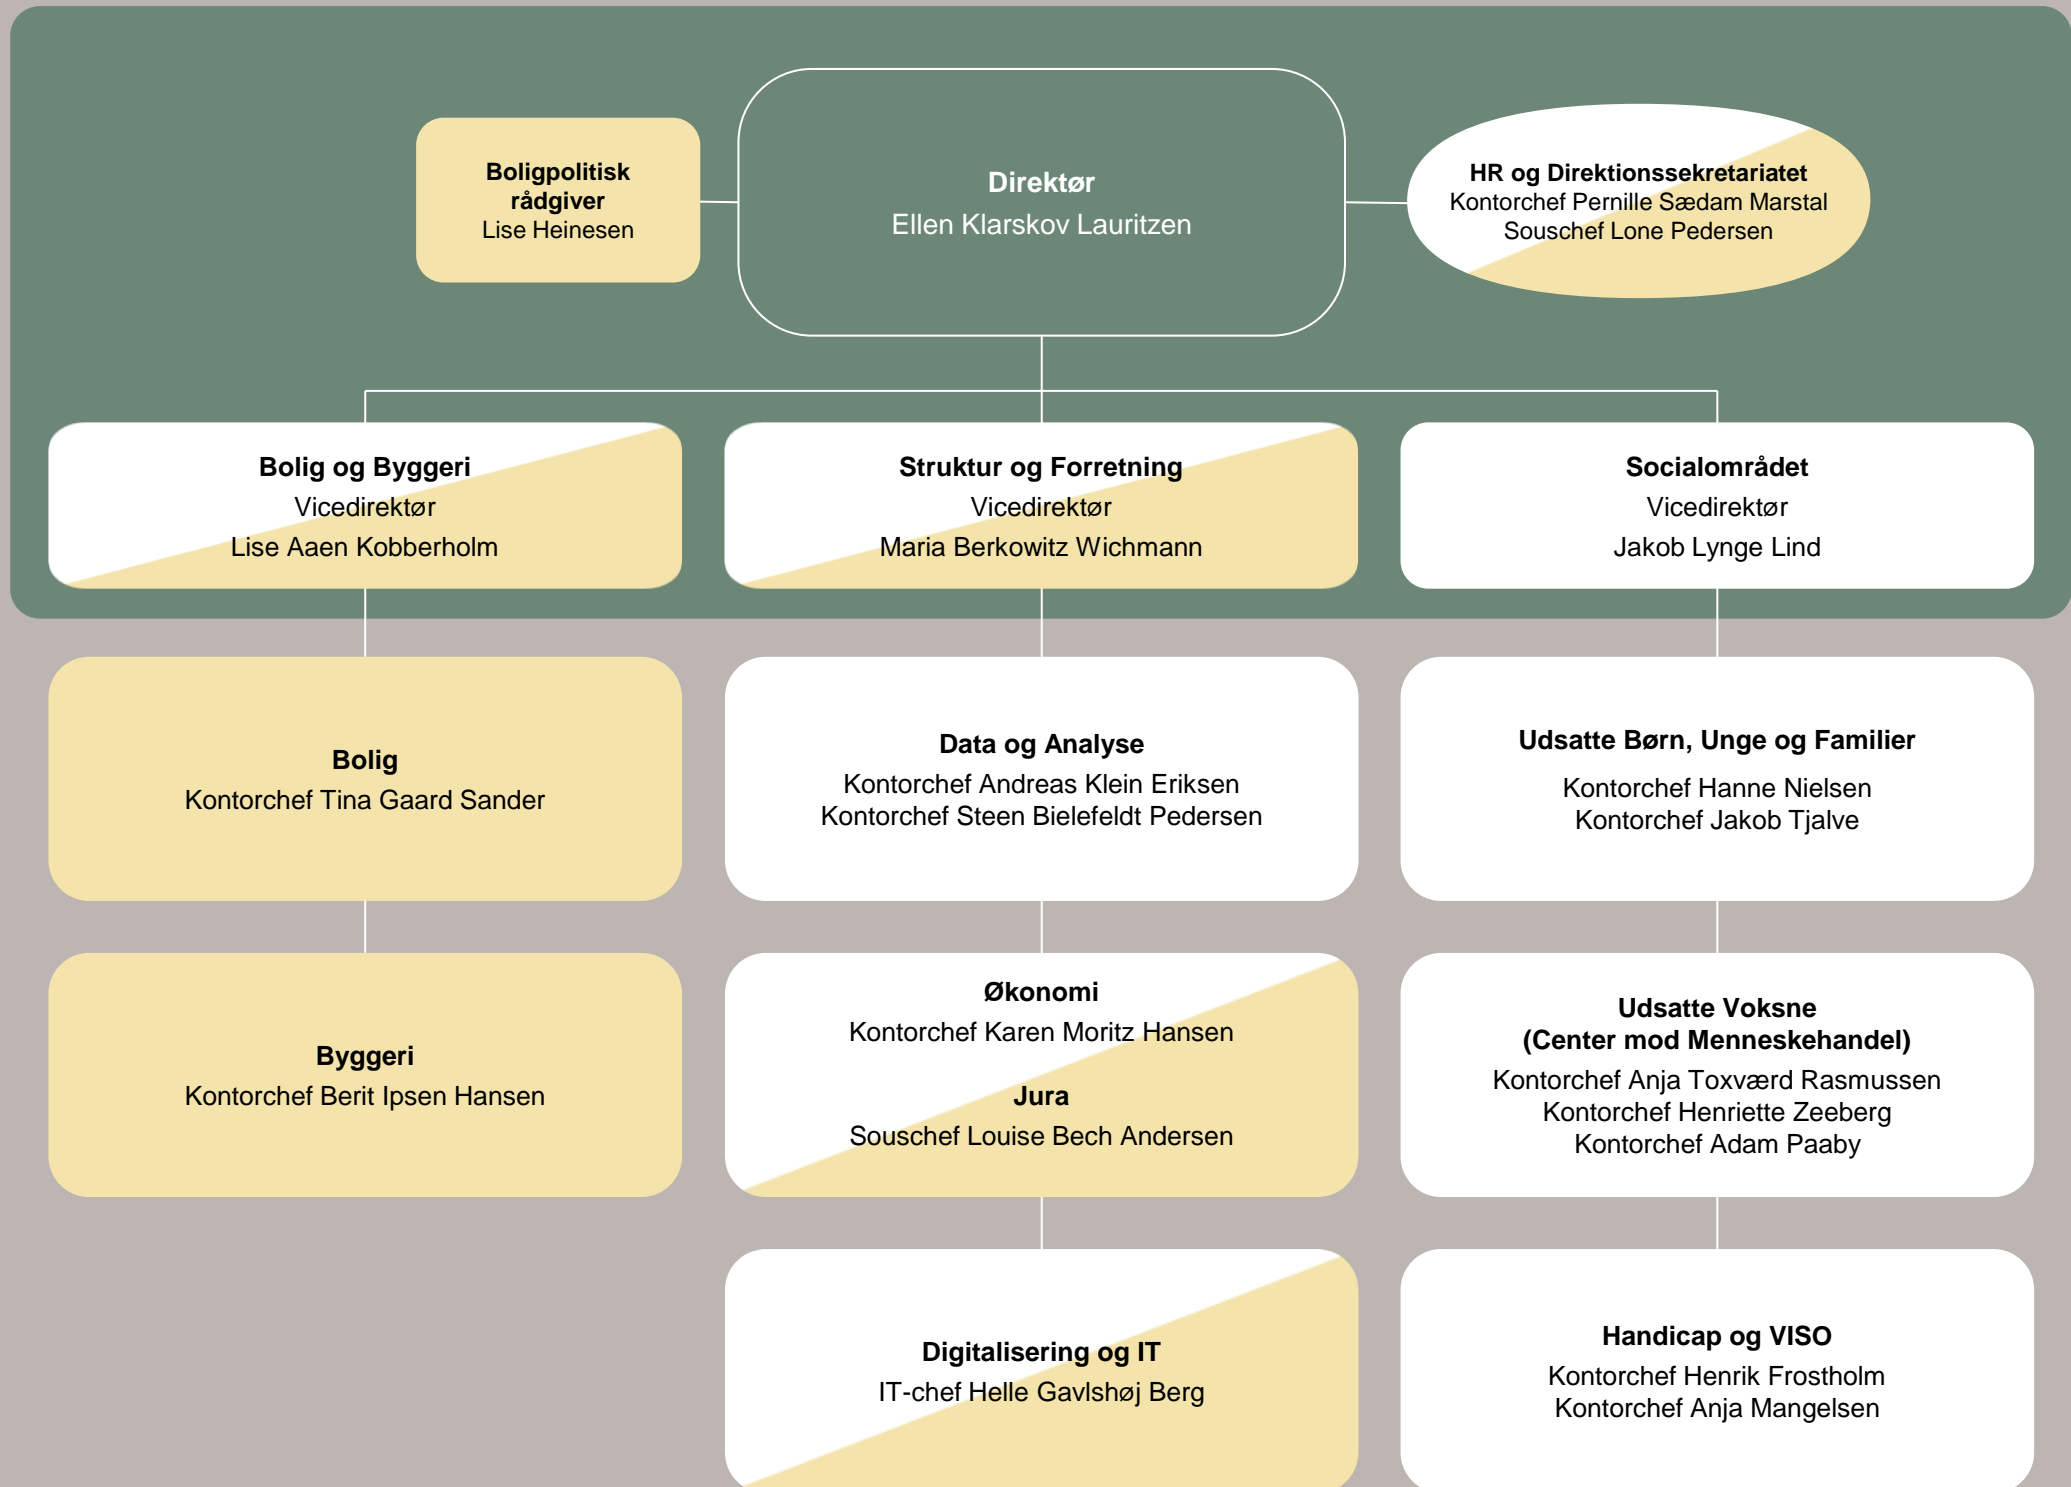 Boligpolitisk
rådgiver
Lise Heinesen
Direktør
Ellen Klarskov Lauritzen
HR og Direktionssekretariatet
Kontorchef Pernille Sædam Marstal
Souschef Lone Pedersen
Bolig og Byggeri
Vicedirektør
Lise Aaen Kobberholm
Struktur og Forretning
Vicedirektør
Maria Berkowitz Wichmann
Socialområdet
Vicedirektør
Jakob Lynge Lind
Bolig
Kontorchef Tina Gaard Sander
Data og Analyse
Kontorchef Andreas Klein Eriksen
Kontorchef Steen Bielefeldt Pedersen
Udsatte Børn, Unge og Familier
Kontorchef Hanne Nielsen
Kontorchef Jakob Tjalve
Byggeri
Kontorchef Berit Ipsen Hansen
Økonomi
Kontorchef Karen Moritz Hansen
Jura
Souschef Louise Bech Andersen
Udsatte Voksne
(Center mod Menneskehandel)
Kontorchef Anja Toxværd Rasmussen
Kontorchef Henriette Zeeberg
Kontorchef Adam Paaby
Digitalisering og IT
IT-chef Helle Gavlshøj Berg
Handicap og VISO
Kontorchef Henrik Frostholm
Kontorchef Anja Mangelsen